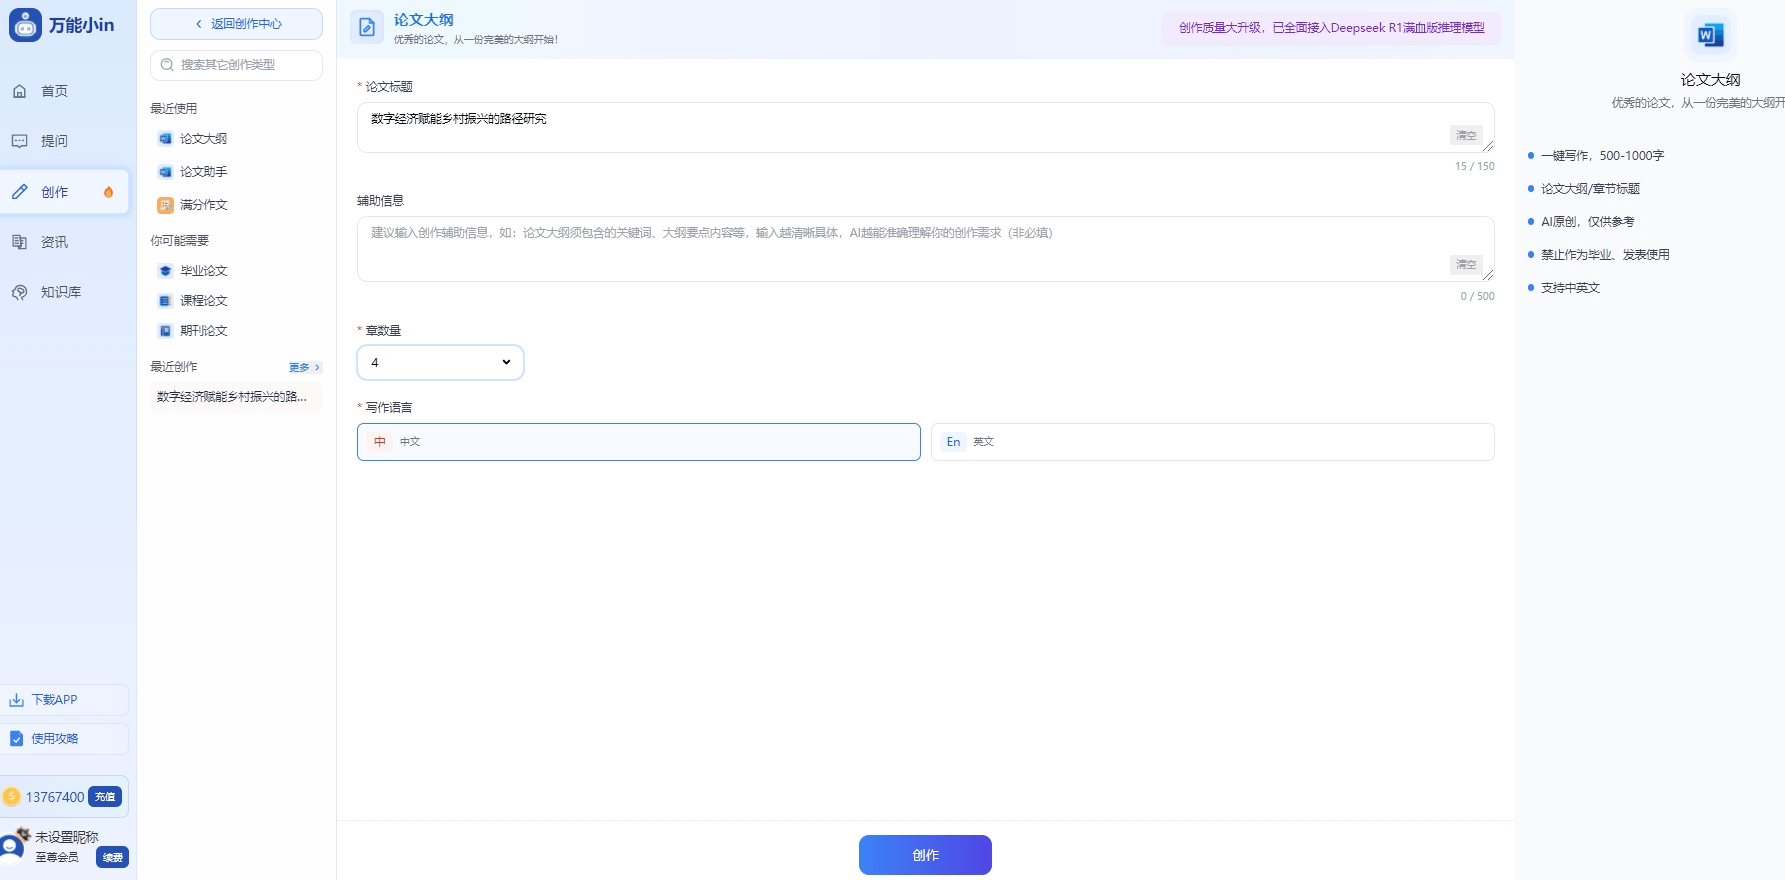 万能小in
首页
提问
创作
资讯
知识库
下载APP
使用攻略
13767400 充值
未设置昵称
至尊会员 续费
返回创作中心
搜索其它创作类型
最近使用
论文大纲
论文助手
满分作文
你可能需要
毕业论文
课程论文
期刊论文
最近创作 更多
数字经济赋能乡村振兴的路...
论文大纲
优秀的论文，从一份完美的大纲开始！
创作质量大升级，已全面接入Deepseek R1满血版推理模型
* 论文标题
数字经济赋能乡村振兴的路径研究
清空
15 / 150
辅助信息
建议输入创作辅助信息，如：论文大纲须包含的关键词、大纲要点内容等，输入越清晰具体，AI越能准确理解你的创作需求（非必填）
清空
0 / 500
* 章数量
4
* 写作语言
中 中文
En 英文
创作
W
论文大纲
优秀的论文，从一份完美的大纲开
一键写作，500-1000字
论文大纲/章节标题
AI原创，仅供参考
禁止作为毕业、发表使用
支持中英文